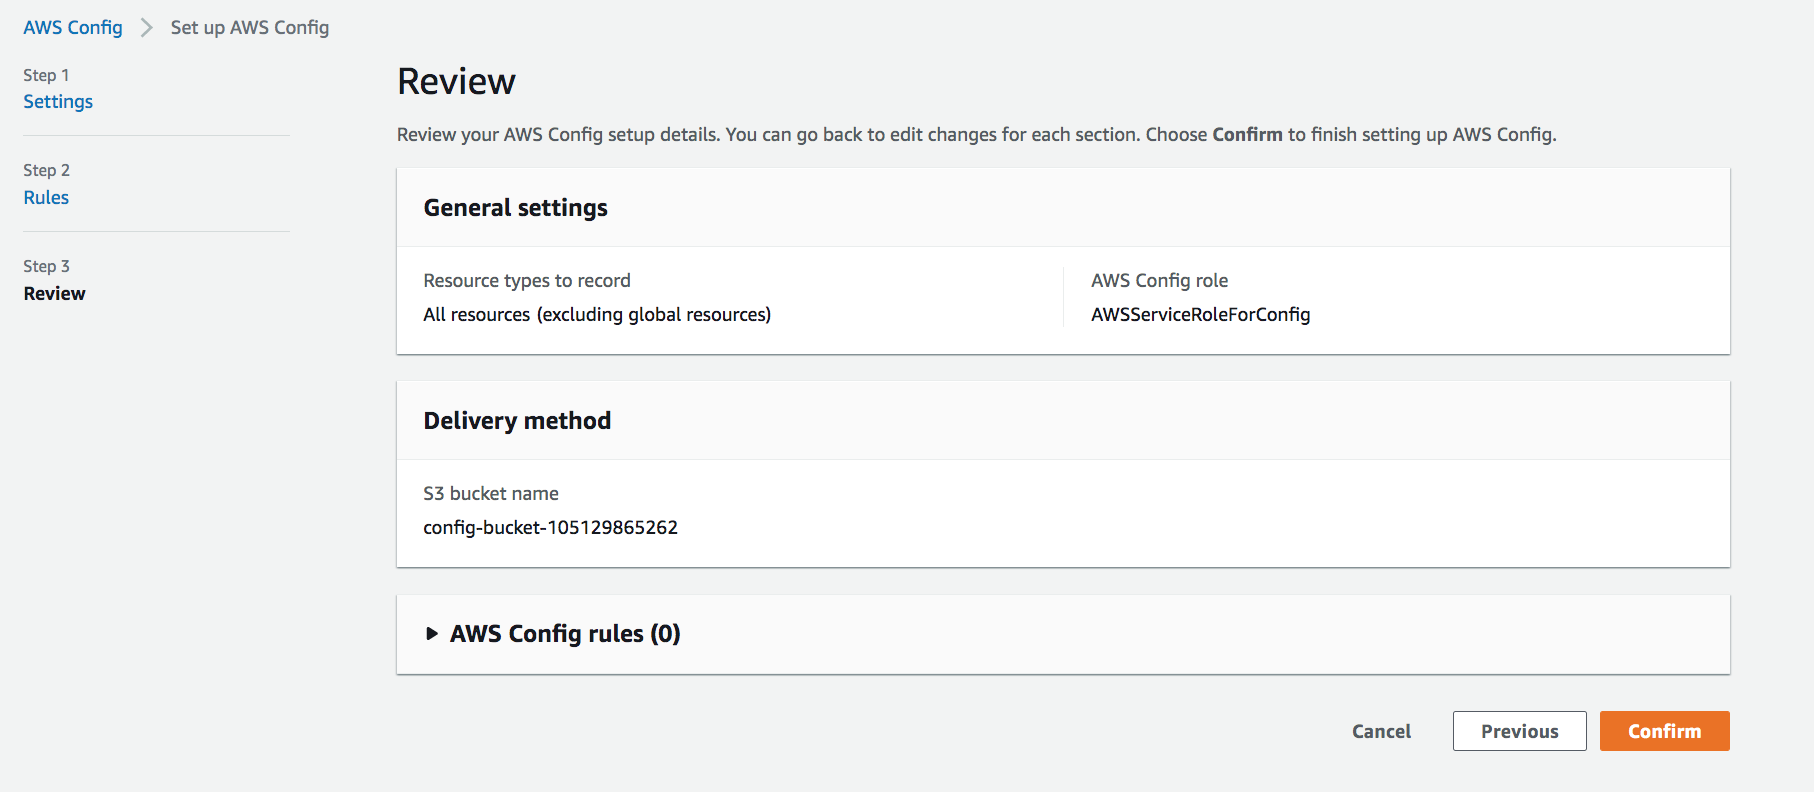 AWS Config > Set up AWS Config
Step 1
Settings
Step 2
Rules
Step 3
Review
Review
Review your AWS Config setup details. You can go back to edit changes for each section. Choose Confirm to finish setting up AWS Config.
General settings
Resource types to record
All resources (excluding global resources)
AWS Config role
AWSServiceRoleForConfig
Delivery method
S3 bucket name
config-bucket-105129865262
AWS Config rules (0)
Cancel Previous Confirm